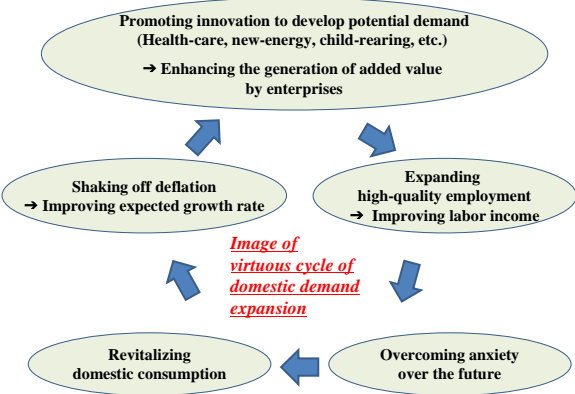 Promoting innovation to develop potential demand
(Health-care, new-energy, child-rearing, etc.)
➔ Enhancing the generation of added value
by enterprises
Expanding
high-quality employment
➔ Improving labor income
Overcoming anxiety
over the future
Revitalizing
domestic consumption
Shaking off deflation
➔ Improving expected growth rate
Image of
virtuous cycle of
domestic demand
expansion